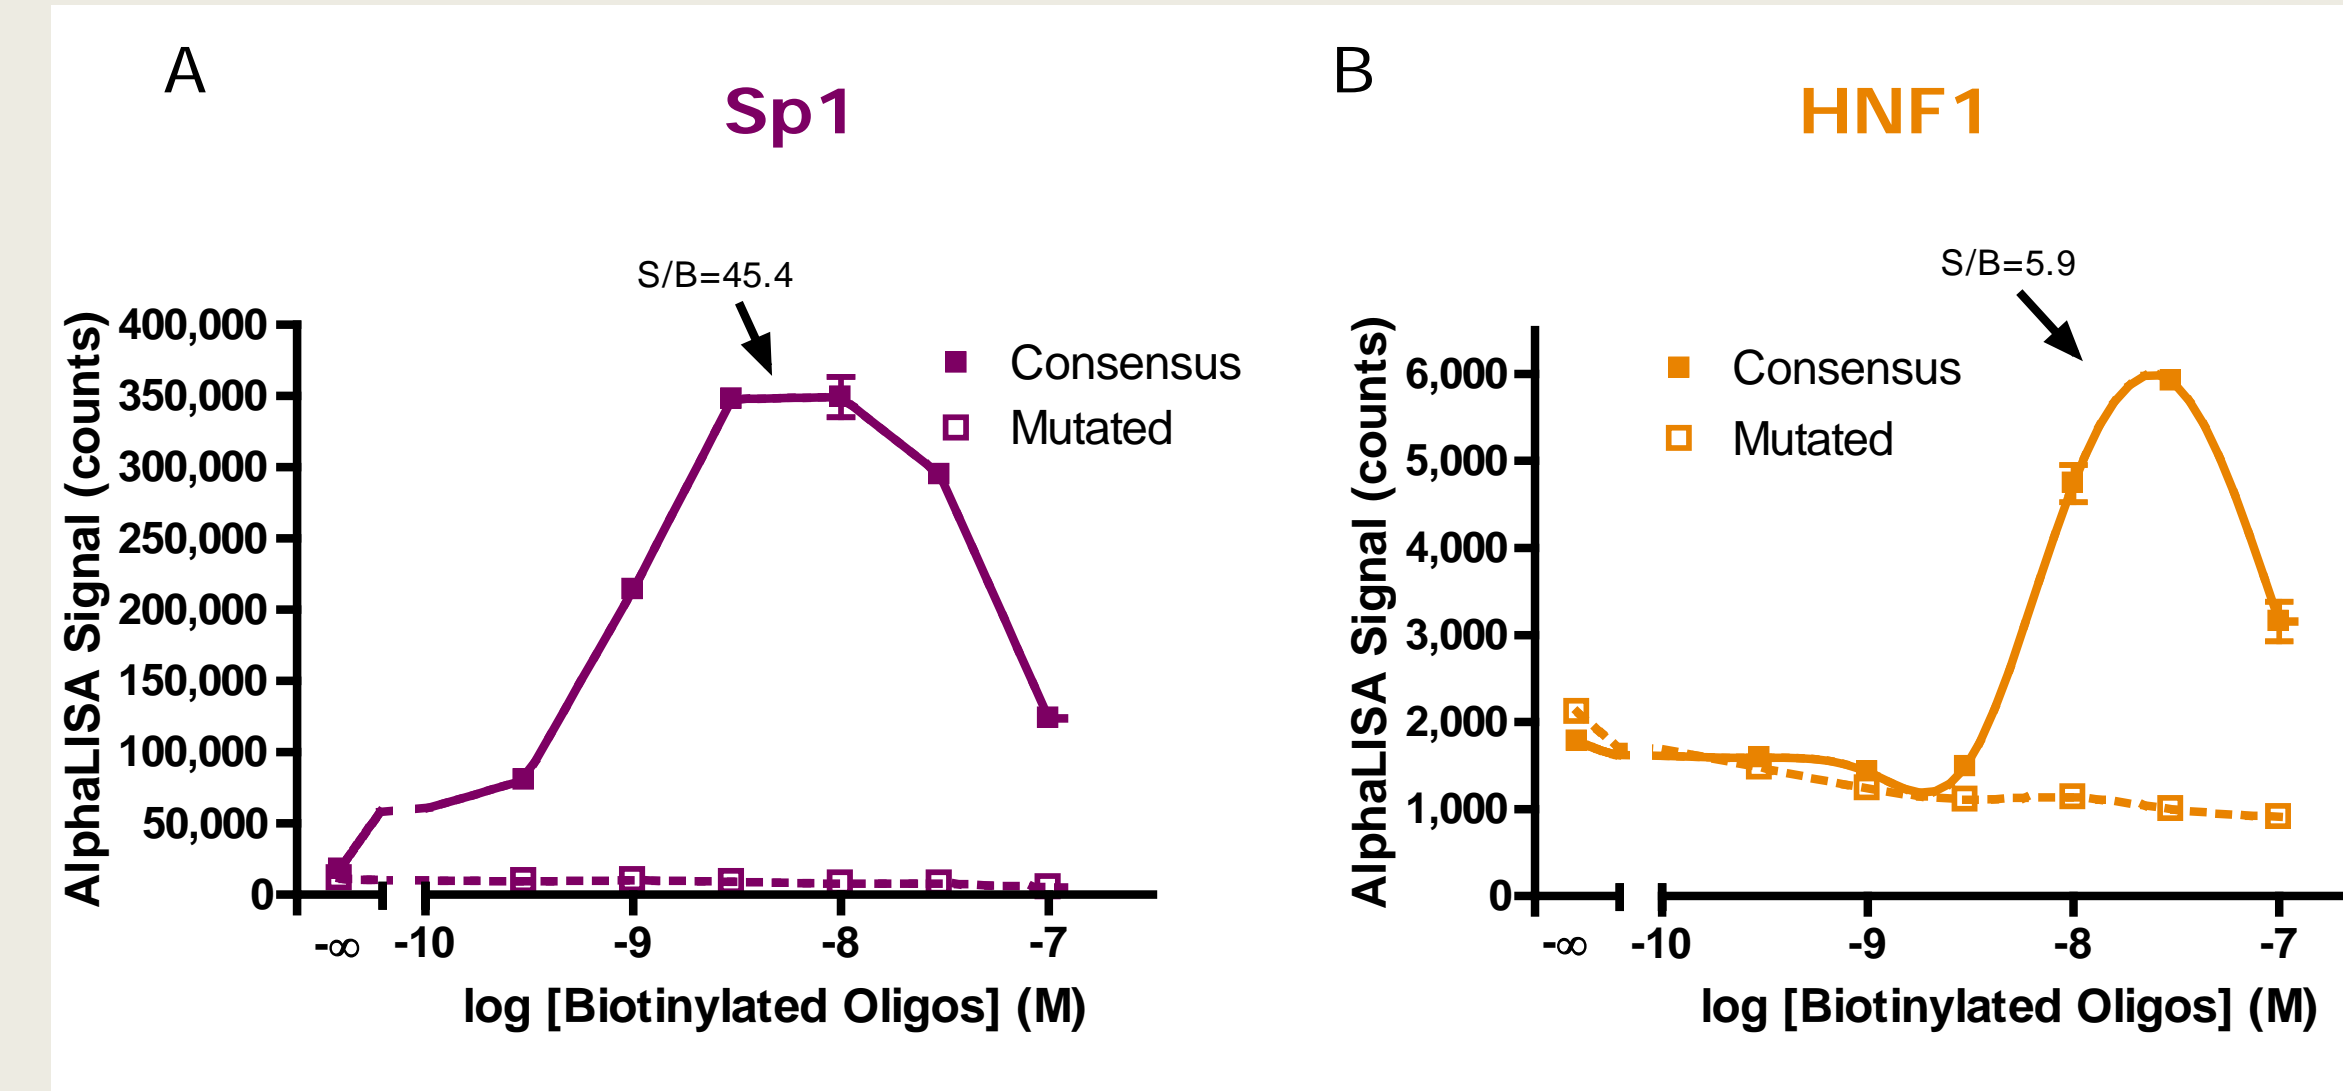 A
Sp1
S/B=45.4
AlphaLISA Signal (counts)
400,000
350,000
300,000
250,000
200,000
150,000
100,000
50,000
0
Consensus
Mutated
-∞ -10 -9 -8 -7
log [Biotinylated Oligos] (M)
B
HNF1
S/B=5.9
AlphaLISA Signal (counts)
6,000
5,000
4,000
3,000
2,000
1,000
0
Consensus
Mutated
-∞ -10 -9 -8 -7
log [Biotinylated Oligos] (M)